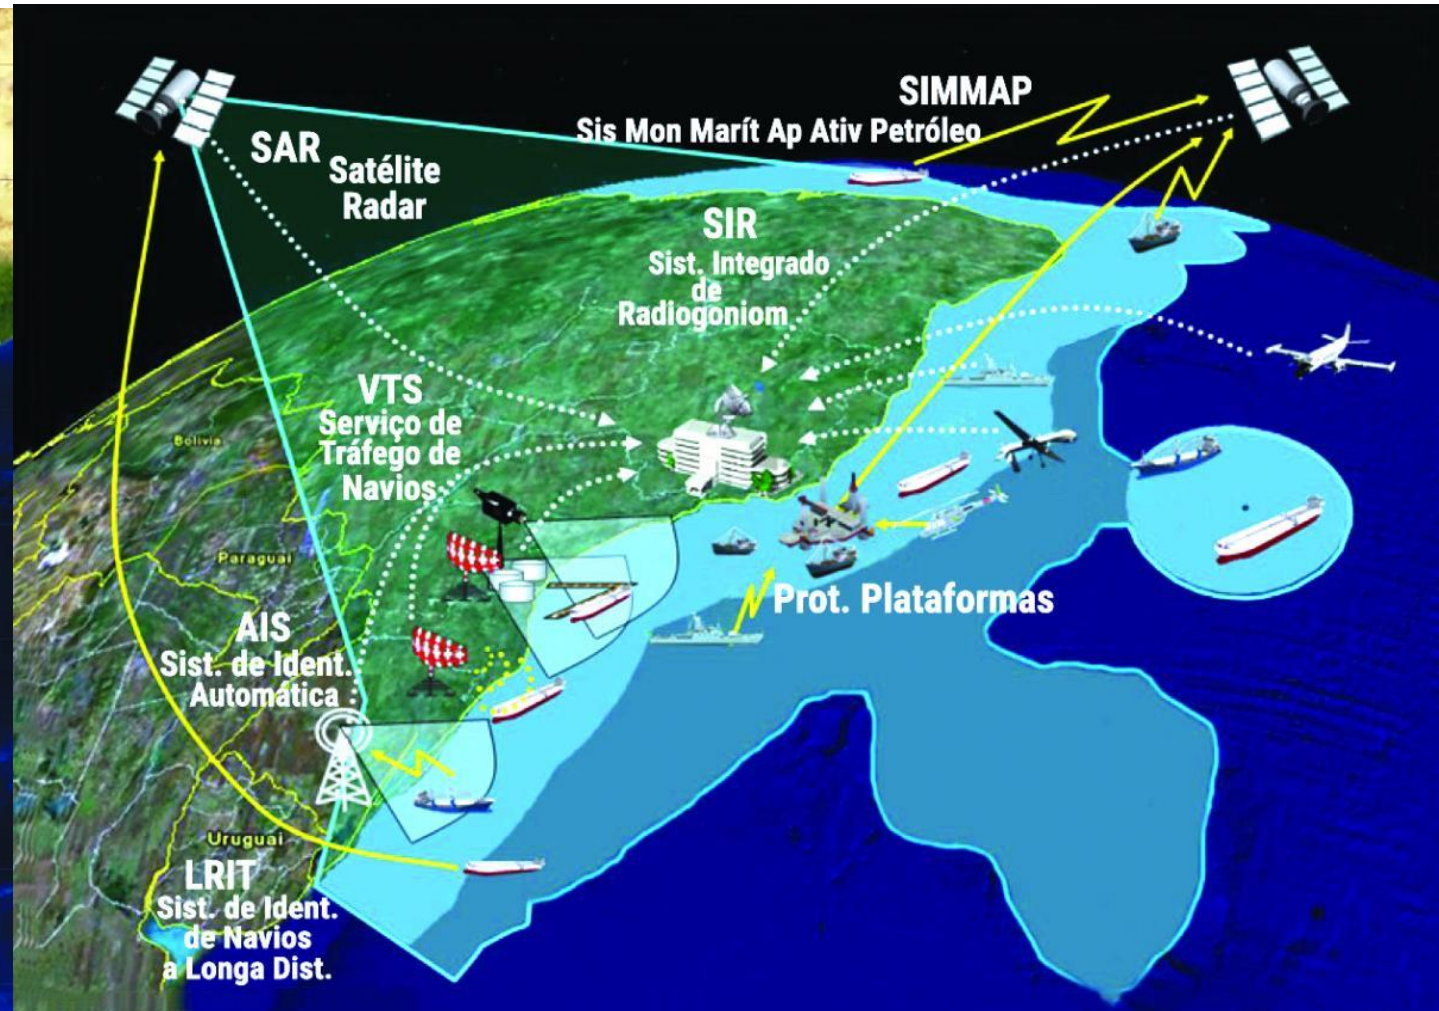 SIMMAP
Sis Mon Marít Ap Ativ Petróleo
SAR
Satélite
Radar
SIR
Sist. Integrado
de
Radiogoniom
VTS
Serviço de
Tráfego de
Navios
Bolivia
Paraguai
Prot. Plataformas
AIS
Sist. de Ident.
Automática
Uruguai
LRIT
Sist. de Ident.
de Navios
a Longa Dist.